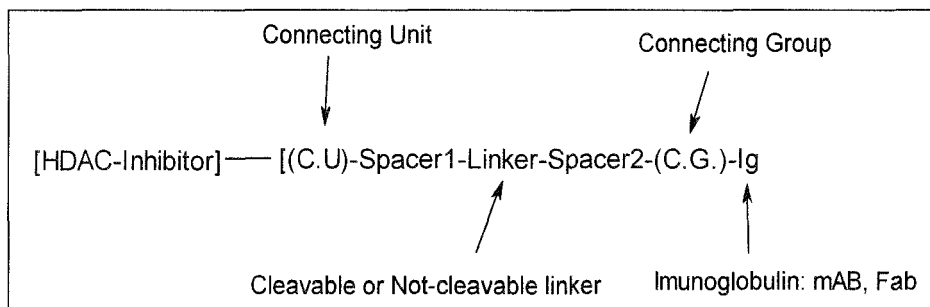 Connecting Unit
Connecting Group
[HDAC-Inhibitor]—[(C.U)-Spacer1-Linker-Spacer2-(C.G.)-Ig
Cleavable or Not-cleavable linker
Imunoglobulin: mAB, Fab